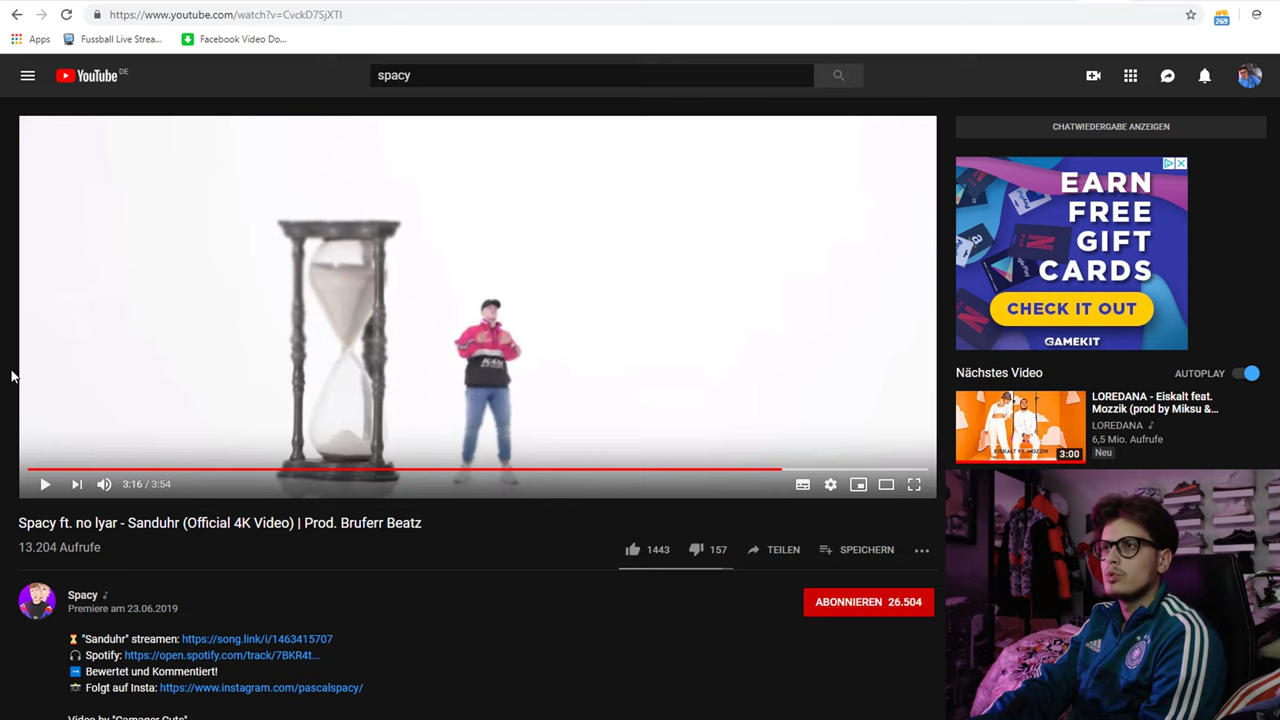 https://www.youtube.com/watch?v=CvckD7SjXTI
269
Apps
Fussball Live Strea...
Facebook Video Do...
YouTube DE
spacy
CHATWIEDERGABE ANZEIGEN
EARN
FREE
GIFT
CARDS
CHECK IT OUT
GAMEKIT
3:16 / 3:54
Nächstes Video
AUTOPLAY
LOREDANA - Eiskalt feat.
Mozzik (prod by Miksu &...
LOREDANA
6,5 Mio. Aufrufe
Neu
EISKALT FT. MOZZIK
3:00
Spacy ft. no lyar - Sanduhr (Official 4K Video) | Prod. Bruferr Beatz
13.204 Aufrufe
1443
157
TEILEN
SPEICHERN
Spacy
Premiere am 23.06.2019
ABONNIEREN 26.504
"Sanduhr" streamen: https://song.link/i/1463415707
Spotify: https://open.spotify.com/track/7BKR4t...
Bewertet und Kommentiert!
Folgt auf Insta: https://www.instagram.com/pascalspacy/